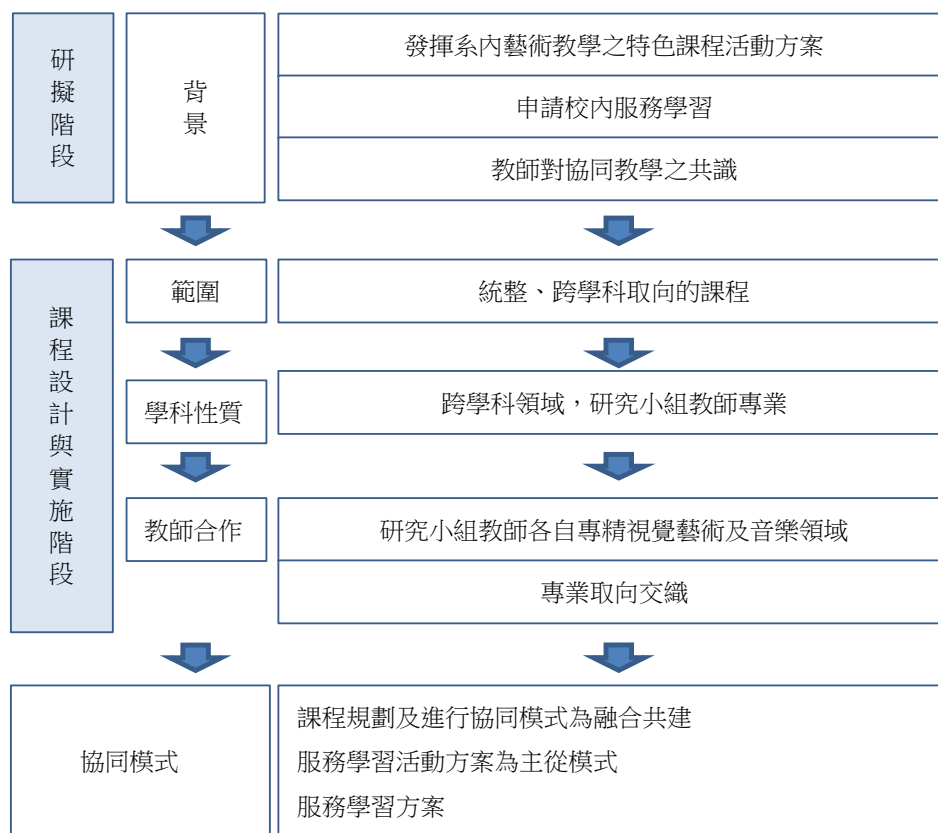 研擬階段
背景
發揮系內藝術教學之特色課程活動方案
申請校內服務學習
教師對協同教學之共識
課程設計與實施階段
範圍
統整、跨學科取向的課程
學科性質
跨學科領域，研究小組教師專業
教師合作
研究小組教師各自專精視覺藝術及音樂領域
專業取向交織
協同模式
課程規劃及進行協同模式為融合共建
服務學習活動方案為主從模式
服務學習方案